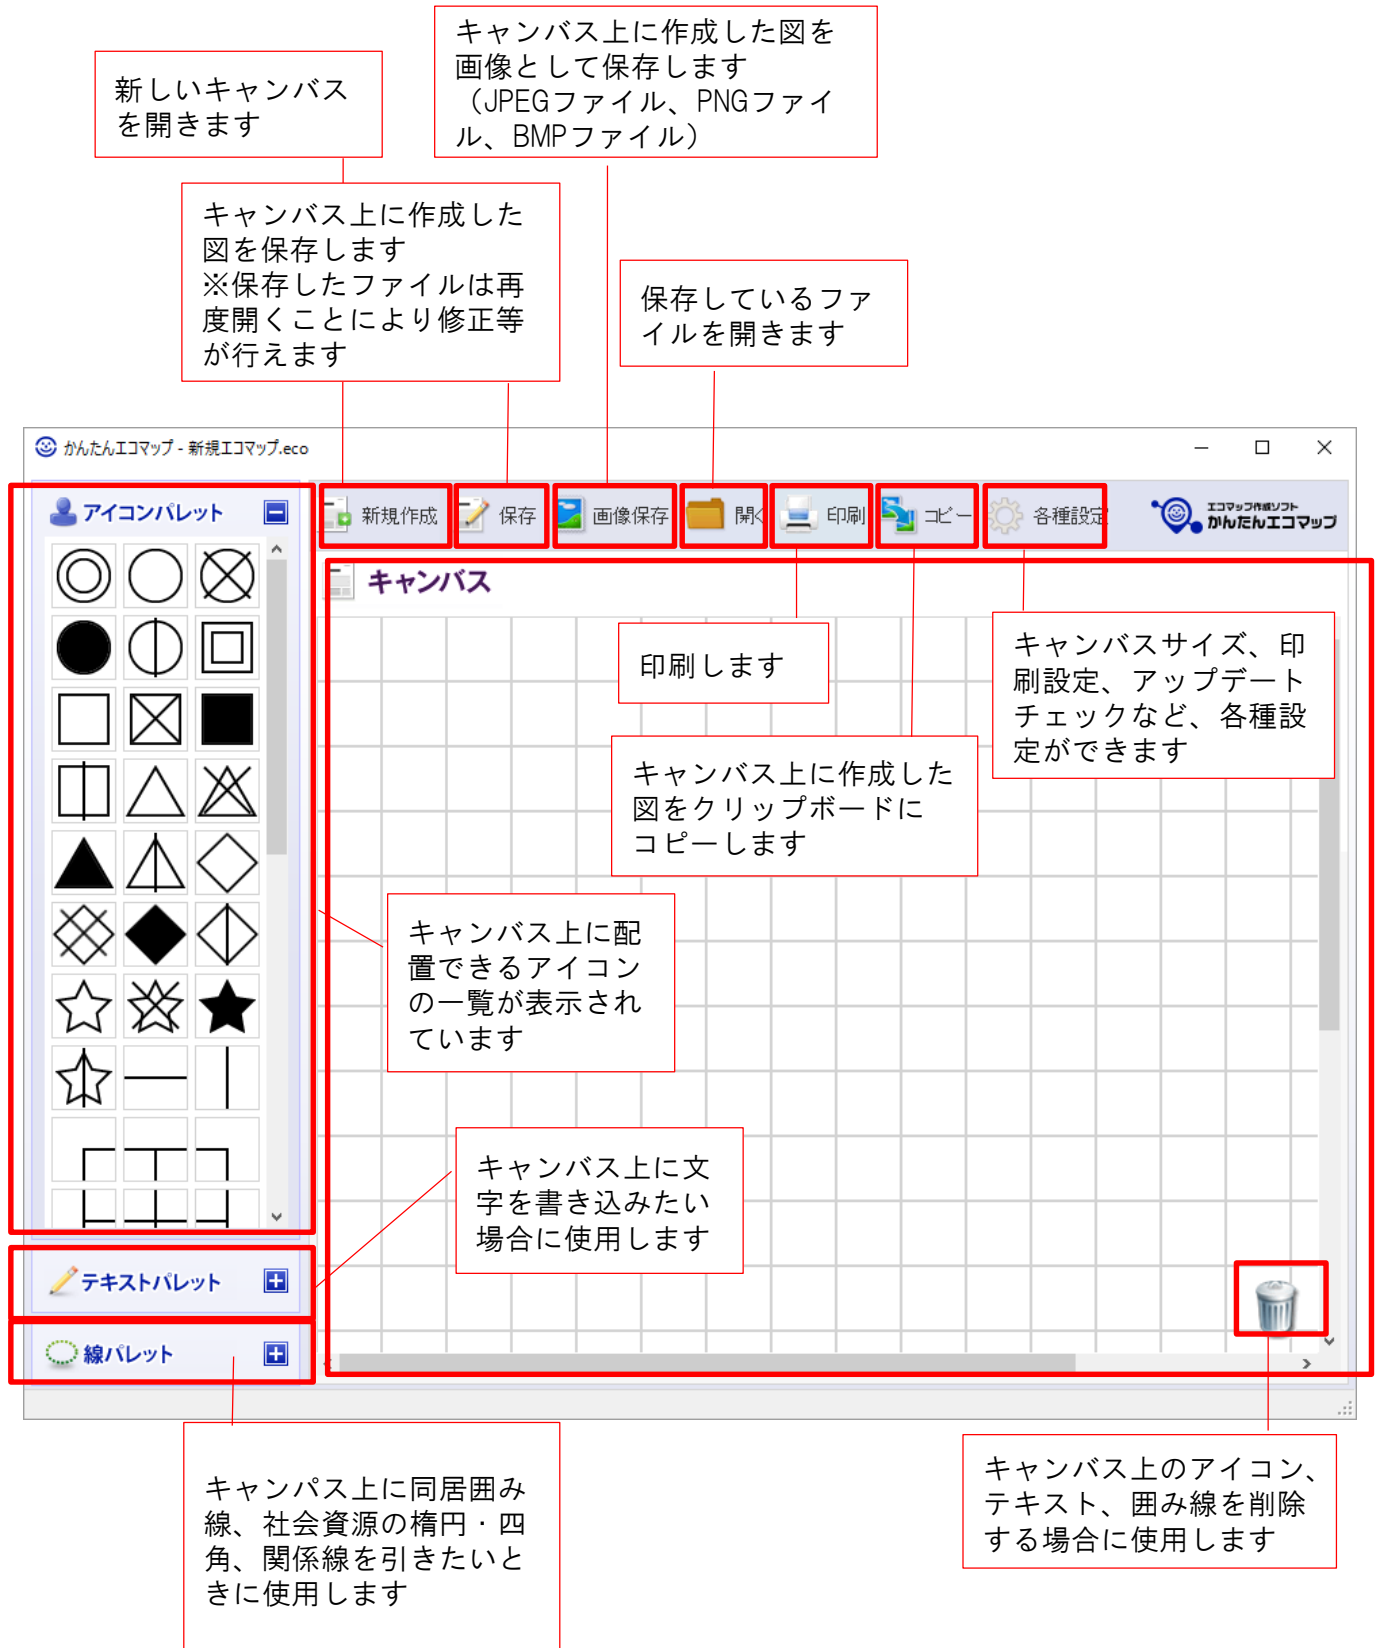 キャンバス上に作成した図を
画像として保存します
（JPEGファイル、PNGファイ
ル、BMPファイル）
新しいキャンバス
を開きます
キャンバス上に作成した
図を保存します
※保存したファイルは再
度開くことにより修正等
が行えます
保存しているファ
イルを開きます
かんたんエコマップ - 新規エコマップ.eco
アイコンパレット
新規作成
保存
画像保存
開く
印刷
コピー
各種設定
エコマップ作成ソフト
かんたんエコマップ
キャンバス
印刷します
キャンバスサイズ、印
刷設定、アップデート
チェックなど、各種設
定ができます
キャンバス上に作成した
図をクリップボードに
コピーします
キャンバス上に配
置できるアイコン
の一覧が表示され
ています
キャンバス上に文
字を書き込みたい
場合に使用します
テキストパレット
線パレット
キャンパス上に同居囲み
線、社会資源の楕円・四
角、関係線を引きたいと
きに使用します
キャンバス上のアイコン、
テキスト、囲み線を削除
する場合に使用します